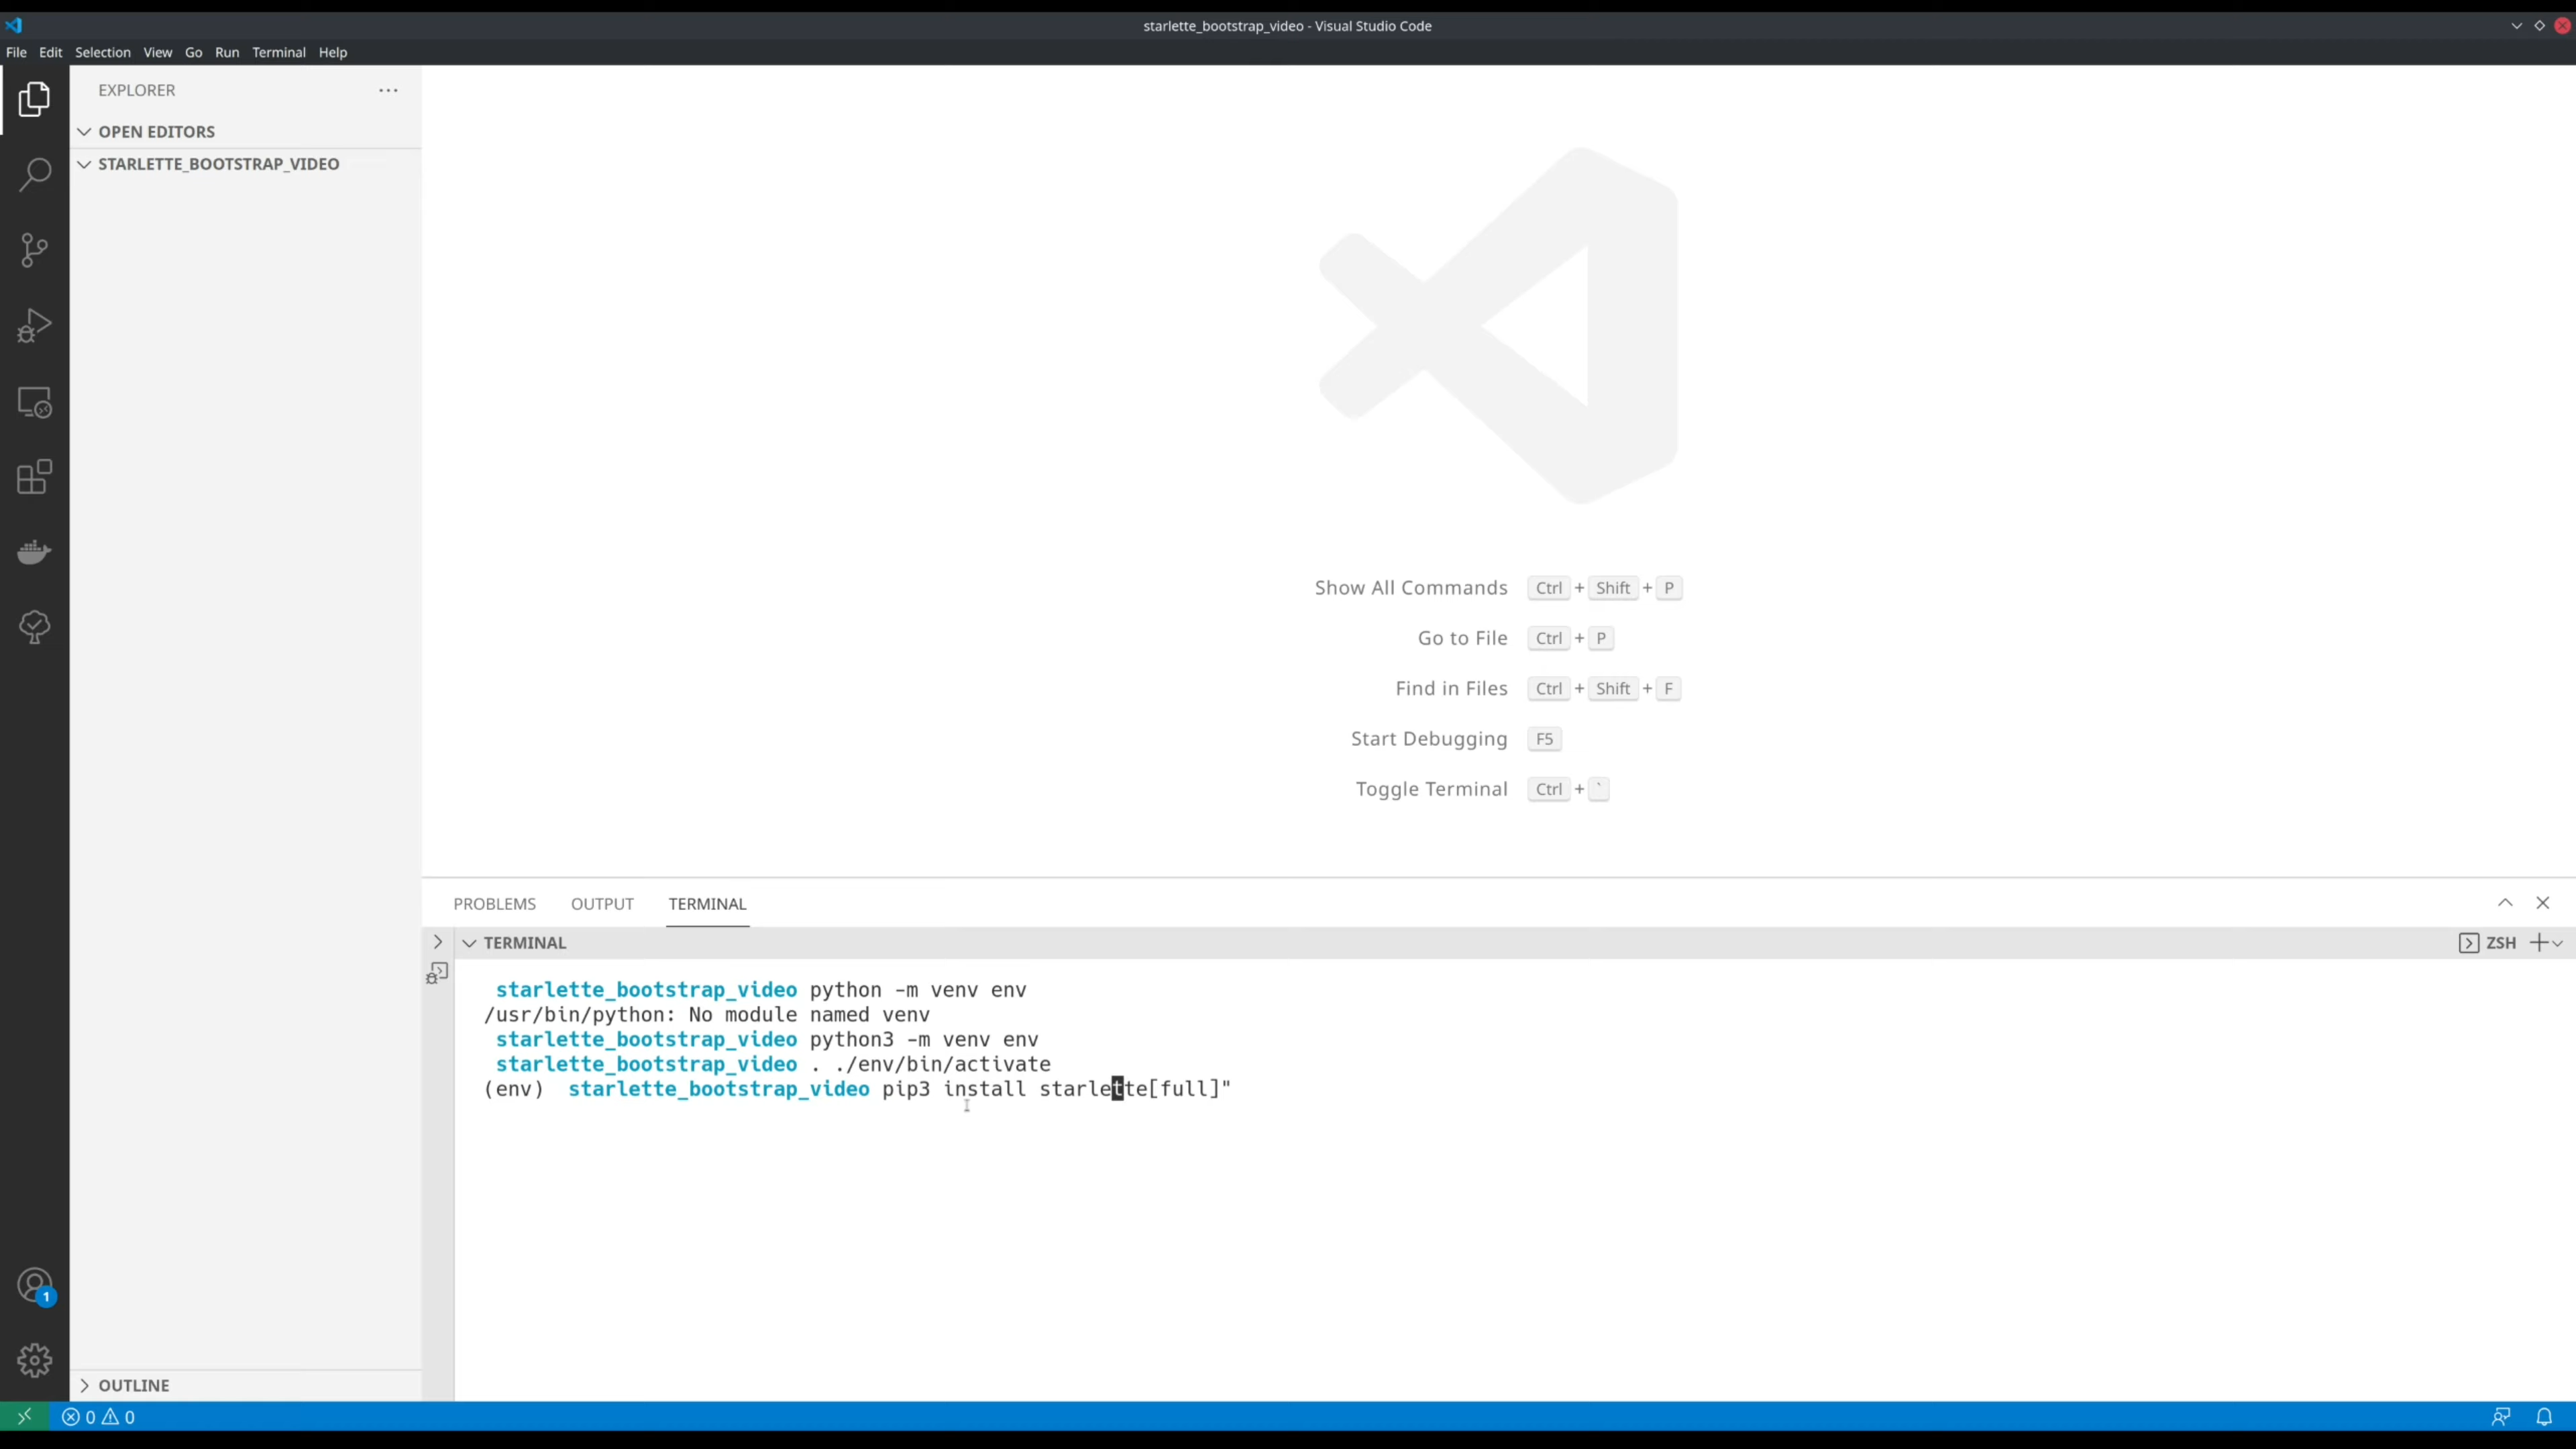 starlette_bootstrap_video - Visual Studio Code
File Edit Selection View Go Run Terminal Help
EXPLORER
OPEN EDITORS
STARLETTE_BOOTSTRAP_VIDEO
Show All Commands Ctrl + Shift + P
Go to File Ctrl + P
Find in Files Ctrl + Shift + F
Start Debugging F5
Toggle Terminal Ctrl + `
PROBLEMS OUTPUT TERMINAL
TERMINAL ZSH
starlette_bootstrap_video python -m venv env
/usr/bin/python: No module named venv
starlette_bootstrap_video python3 -m venv env
starlette_bootstrap_video . ./env/bin/activate
(env) starlette_bootstrap_video pip3 install starlette[full]"
1
OUTLINE
0 0